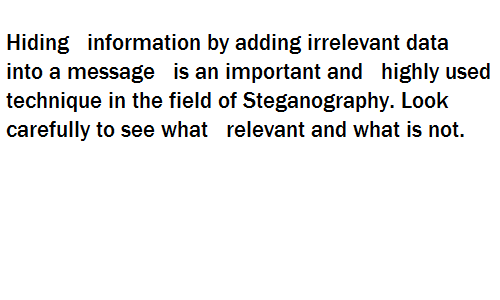 Hiding   information by adding irrelevant data
into a message   is an important and   highly used
technique in the field of Steganography. Look
carefully to see what   relevant and what is not.